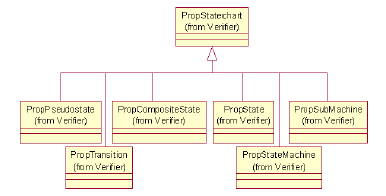 PropStatechart
(from Verifier)
PropPseudostate
(from Verifier)
PropCompositeState
(from Verifier)
PropState
(from Verifier)
PropSubMachine
(from Verifier)
PropTransition
(from Verifier)
PropStateMachine
(from Verifier)